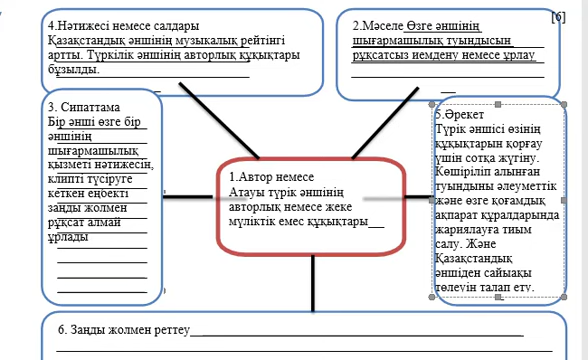 [6]
4.Нәтижесі немесе салдары
Қазақстандық әншінің музыкалық рейтінгі
артты. Түркілік әншінің авторлық құқықтары
бұзылды.
2.Мәселе Өзге әншінің
шығармашылық туындысын
рұқсатсыз иемдену немесе ұрлау
3. Сипаттама
Бір әнші өзге бір
әншінің
шығармашылық
қызметі нәтижесін,
клипті түсіруге
кеткен еңбекті
заңды жолмен
рұқсат алмай
ұрлады
1.Автор немесе
Атауы түрік әншінің
авторлық немесе жеке
мүліктік емес құқықтары___
5.Әрекет
Түрік әншісі өзінің
құқықтарын қорғау
үшін сотқа жүгіну.
Көшіріліп алынған
туындыны әлеуметтік
және өзге қоғамдық
ақпарат құралдарында
жариялауға тиым
салу. Және
Қазақстандық
әншіден сайыақы
төлеуін талап ету.
6. Заңды жолмен реттеу